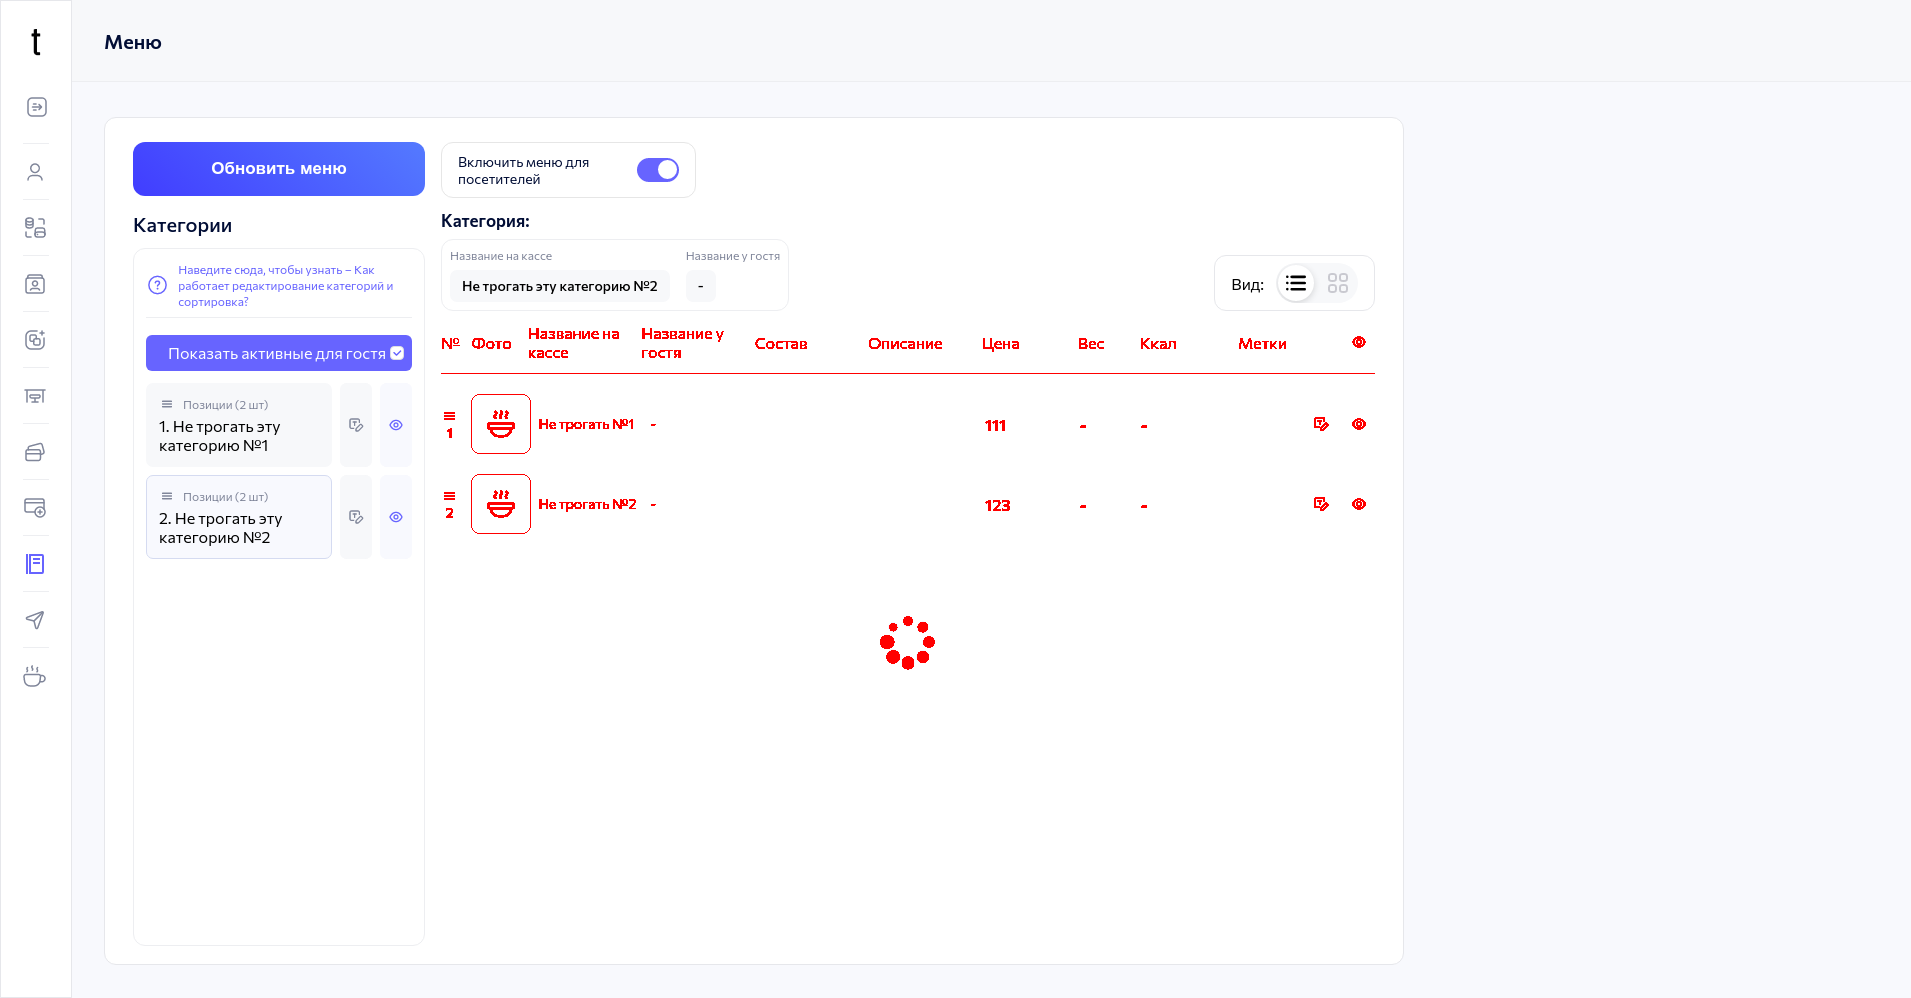 t
Меню
Обновить меню
Включить меню для
посетителей
Категории
Наведите сюда, чтобы узнать – Как
работает редактирование категорий и
сортировка?
Показать активные для гостя
Позиции (2 шт)
1. Не трогать эту
категорию №1
Позиции (2 шт)
2. Не трогать эту
категорию №2
Категория:
Название на кассе
Название у гостя
Не трогать эту категорию №2
-
Вид:
№ Фото Название на кассе Название у гостя Состав Описание Цена Вес Ккал Метки
1 Не трогать №1 - 111 - -
2 Не трогать №2 - 123 - -